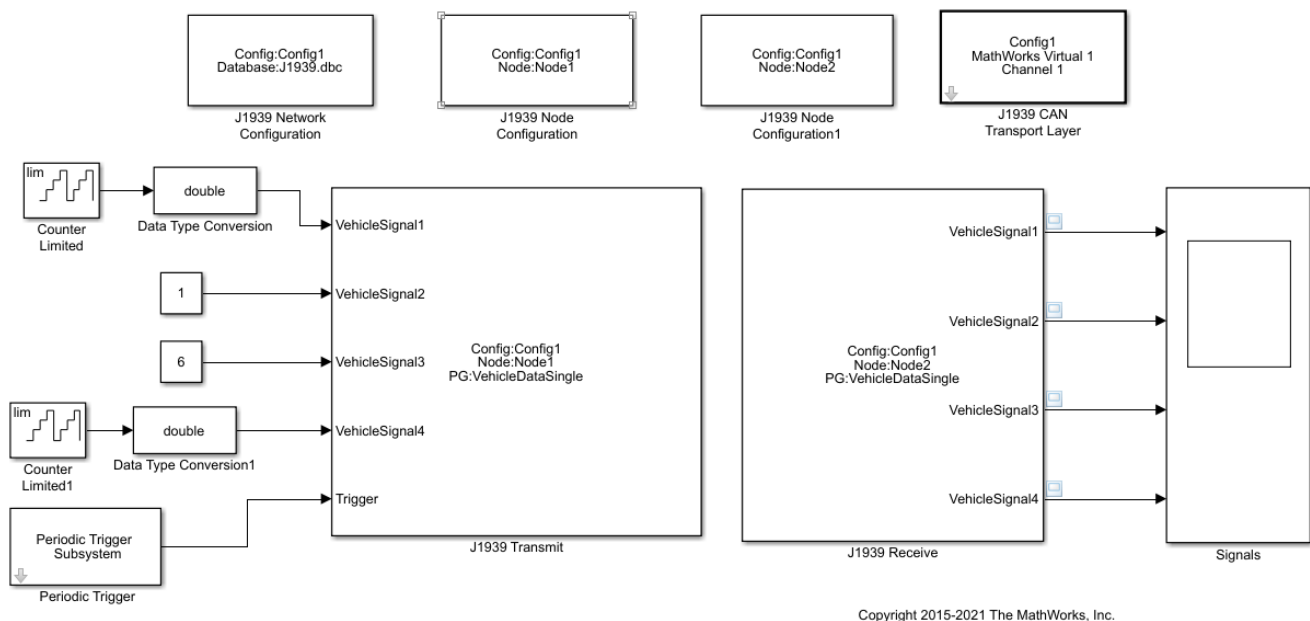 Config:Config1
Database:J1939.dbc
J1939 Network
Configuration
Config:Config1
Node:Node1
J1939 Node
Configuration
Config:Config1
Node:Node2
J1939 Node
Configuration1
Config1
MathWorks Virtual 1
Channel 1
J1939 CAN
Transport Layer
lim
Counter
Limited
double
Data Type Conversion
1
6
lim
Counter
Limited1
double
Data Type Conversion1
Periodic Trigger
Subsystem
Periodic Trigger
VehicleSignal1
VehicleSignal2
VehicleSignal3
VehicleSignal4
Trigger
Config:Config1
Node:Node1
PG:VehicleDataSingle
J1939 Transmit
Config:Config1
Node:Node2
PG:VehicleDataSingle
VehicleSignal1
VehicleSignal2
VehicleSignal3
VehicleSignal4
J1939 Receive
Signals
Copyright 2015-2021 The MathWorks, Inc.